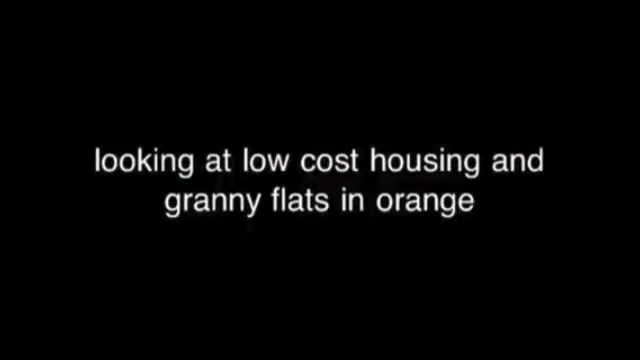 looking at low cost housing and
granny flats in orange